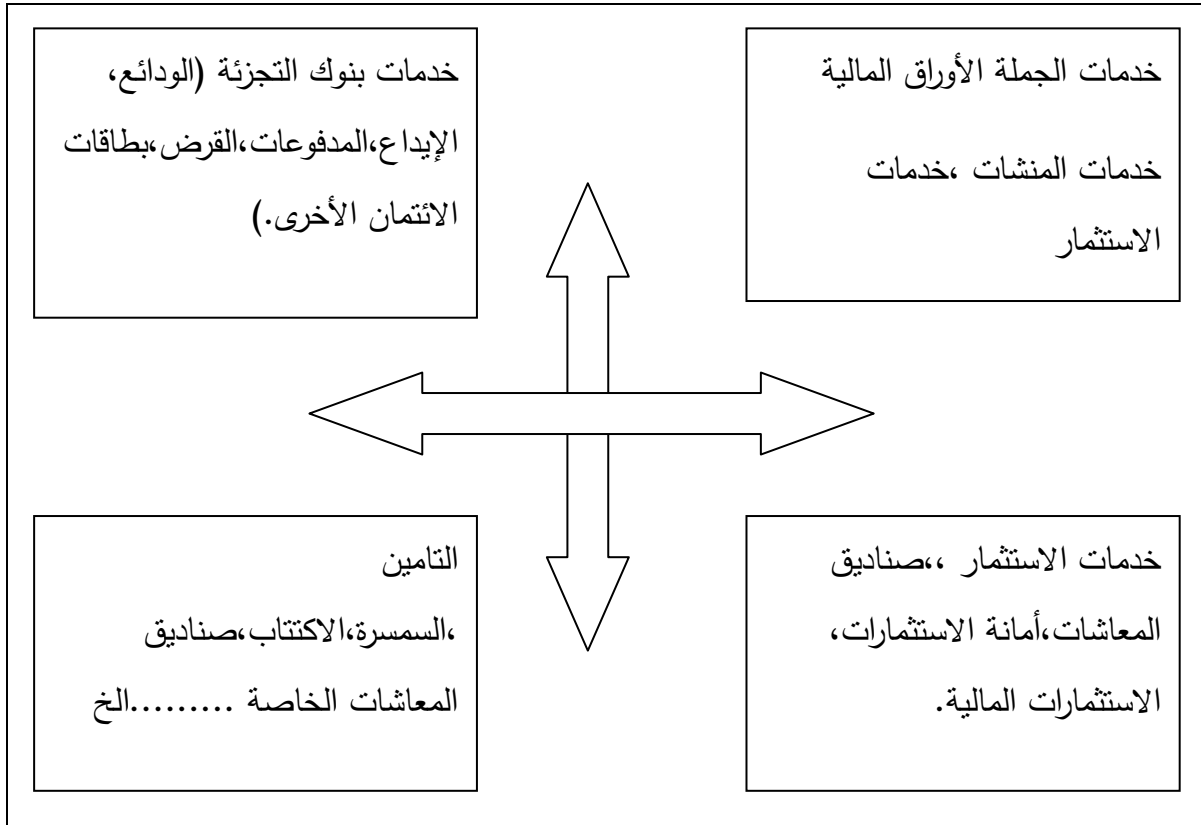 خدمات الجملة الأوراق المالية
خدمات المنشات ،خدمات
الاستثمار
خدمات بنوك التجزئة (الودائع،
الإيداع،المدفوعات،القرض،بطاقات
الائتمان الأخرى.)
خدمات الاستثمار ،،صناديق
المعاشات،أمانة الاستثمارات،
الاستثمارات المالية.
التامين
،السمسرة،الاكتتاب،صناديق
المعاشات الخاصة .........الخ